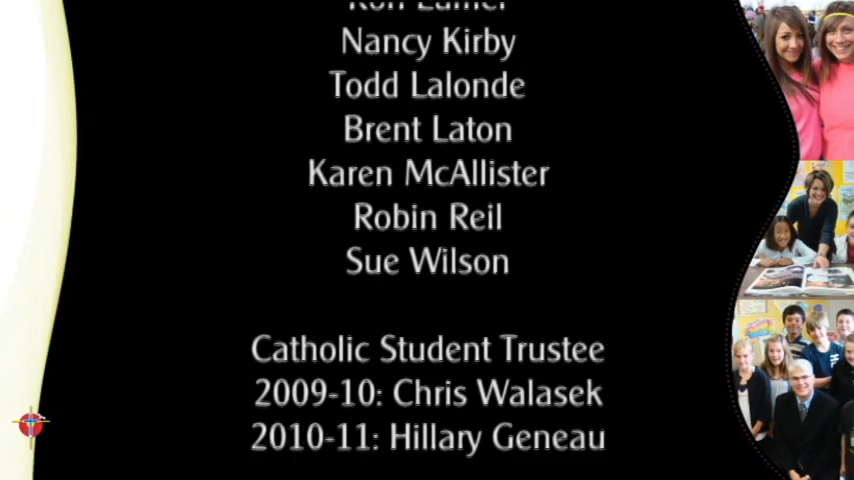 Nancy Kirby
Todd Lalonde
Brent Laton
Karen McAllister
Robin Reil
Sue Wilson
Catholic Student Trustee
2009-10: Chris Walasek
2010-11: Hillary Geneau